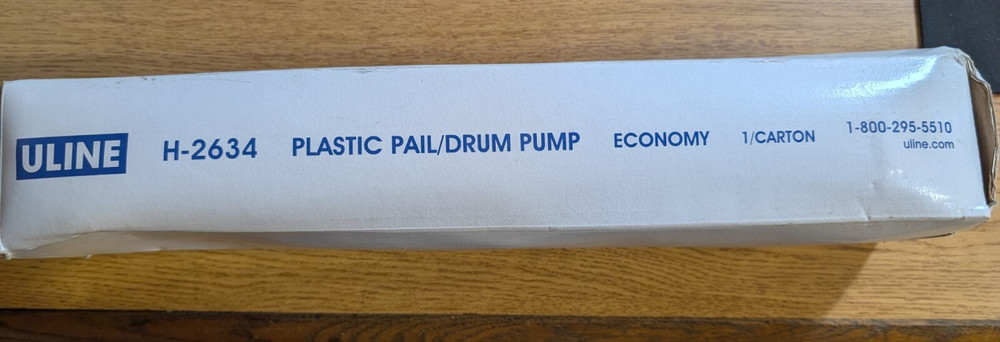 ULINE H-2634 PLASTIC PAIL/DRUM PUMP ECONOMY 1/CARTON 1-800-295-5510
uline.com